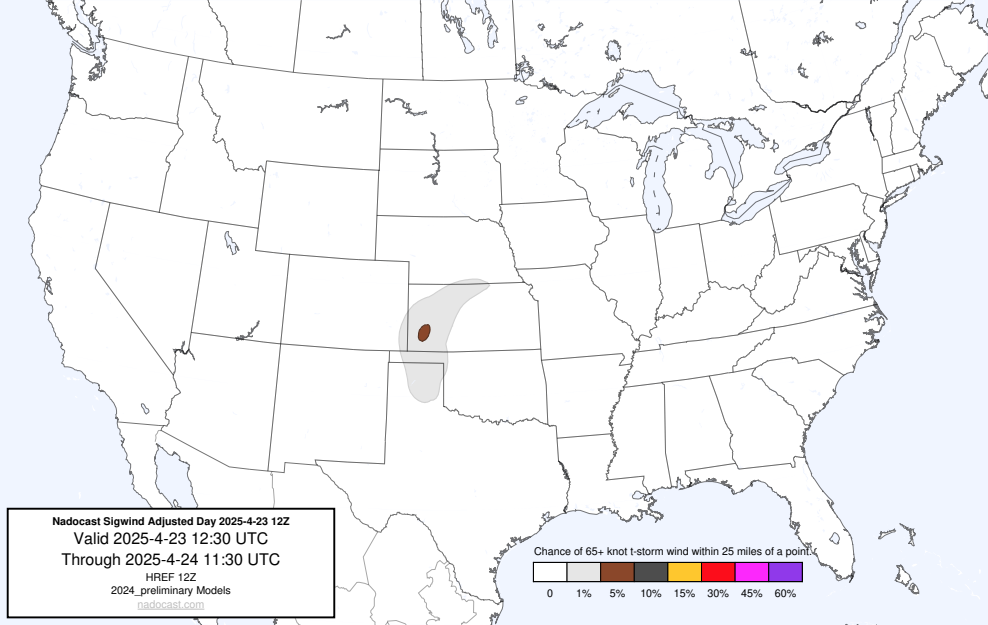 Nadocast Sigwind Adjusted Day 2025-4-23 12Z
Valid 2025-4-23 12:30 UTC
Through 2025-4-24 11:30 UTC
HREF 12Z
2024_preliminary Models
nadocast.com
Chance of 65+ knot t-storm wind within 25 miles of a point.
0 1% 5% 10% 15% 30% 45% 60%